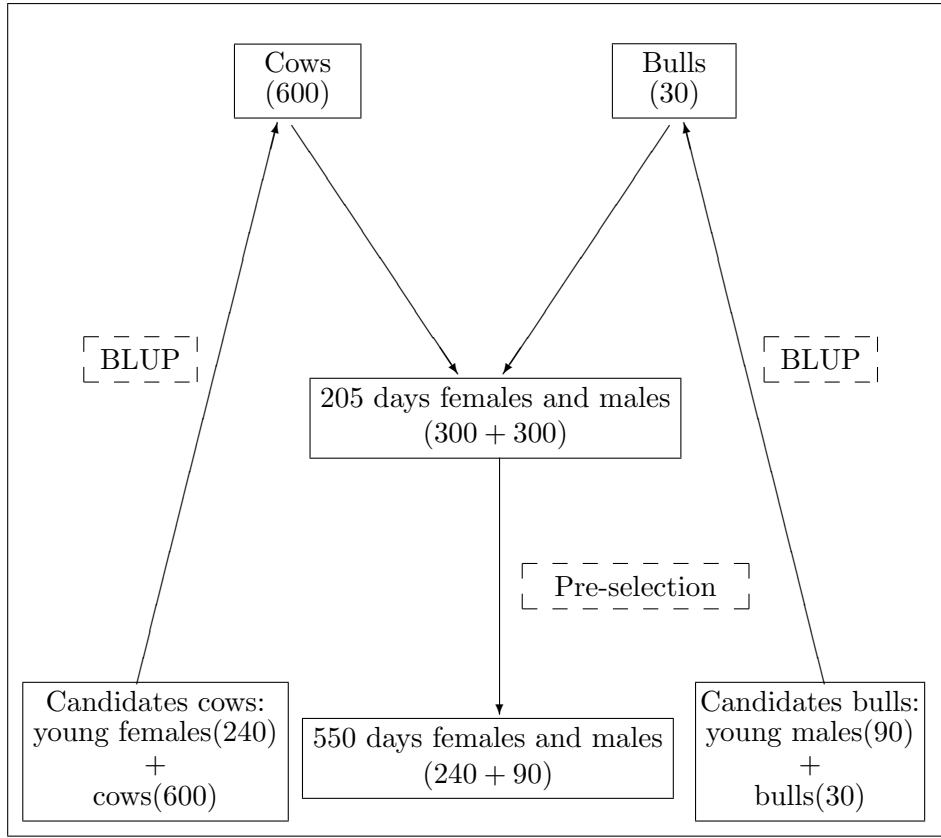 Cows
(600)
Bulls
(30)
BLUP
BLUP
205 days females and males
(300 + 300)
Pre-selection
Candidates cows:
young females(240)
+
cows(600)
550 days females and males
(240 + 90)
Candidates bulls:
young males(90)
+
bulls(30)